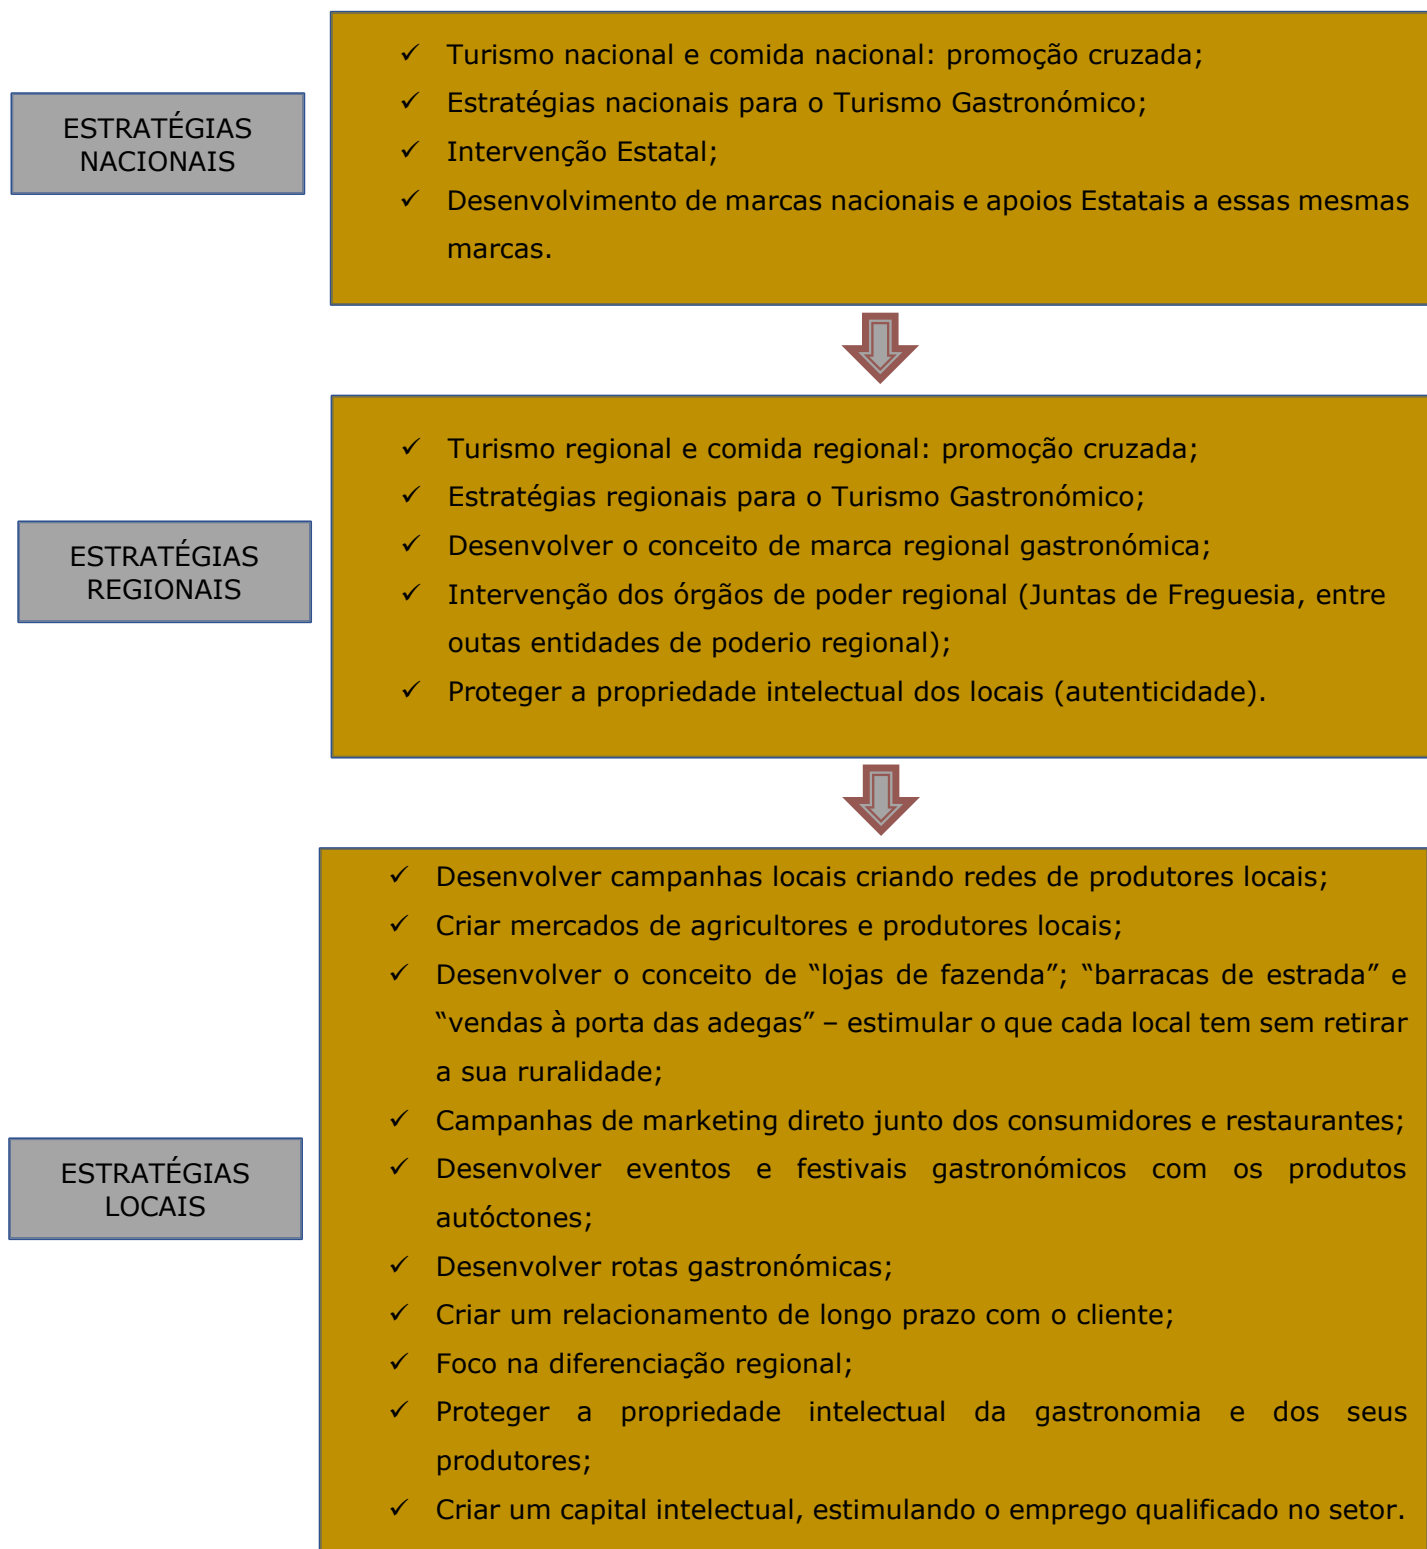 ✓ Turismo nacional e comida nacional: promoção cruzada;
✓ Estratégias nacionais para o Turismo Gastronómico;
✓ Intervenção Estatal;
✓ Desenvolvimento de marcas nacionais e apoios Estatais a essas mesmas
marcas.
ESTRATÉGIAS
NACIONAIS
✓ Turismo regional e comida regional: promoção cruzada;
✓ Estratégias regionais para o Turismo Gastronómico;
✓ Desenvolver o conceito de marca regional gastronómica;
✓ Intervenção dos órgãos de poder regional (Juntas de Freguesia, entre
outas entidades de poderio regional);
✓ Proteger a propriedade intelectual dos locais (autenticidade).
ESTRATÉGIAS
REGIONAIS
✓ Desenvolver campanhas locais criando redes de produtores locais;
✓ Criar mercados de agricultores e produtores locais;
✓ Desenvolver o conceito de “lojas de fazenda”; “barracas de estrada” e
“vendas à porta das adegas” – estimular o que cada local tem sem retirar
a sua ruralidade;
✓ Campanhas de marketing direto junto dos consumidores e restaurantes;
✓ Desenvolver eventos e festivais gastronómicos com os produtos
autóctones;
✓ Desenvolver rotas gastronómicas;
✓ Criar um relacionamento de longo prazo com o cliente;
✓ Foco na diferenciação regional;
✓ Proteger a propriedade intelectual da gastronomia e dos seus
produtores;
✓ Criar um capital intelectual, estimulando o emprego qualificado no setor.
ESTRATÉGIAS
LOCAIS